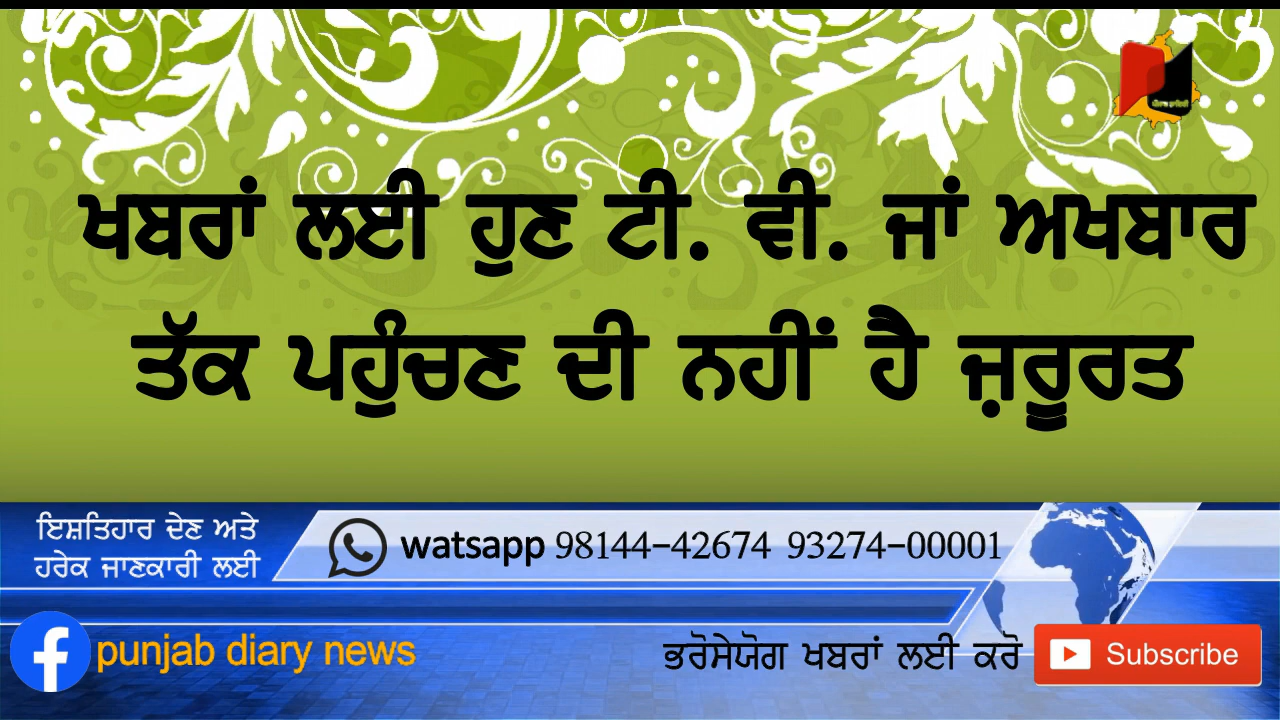 ਖਬਰਾਂ ਲਈ ਹੁਣ ਟੀ. ਵੀ. ਜਾਂ ਅਖਬਾਰ
ਤੱਕ ਪਹੁੰਚਣ ਦੀ ਨਹੀਂ ਹੈ ਜ਼ਰੂਰਤ
ਇਸ਼ਤਿਹਾਰ ਦੇਣ ਅਤੇ
ਹਰੇਕ ਜਾਣਕਾਰੀ ਲਈ
watsapp 98144-42674 93274-00001
punjab diary news
ਭਰੋਸੇਯੋਗ ਖਬਰਾਂ ਲਈ ਕਰੋ
Subscribe